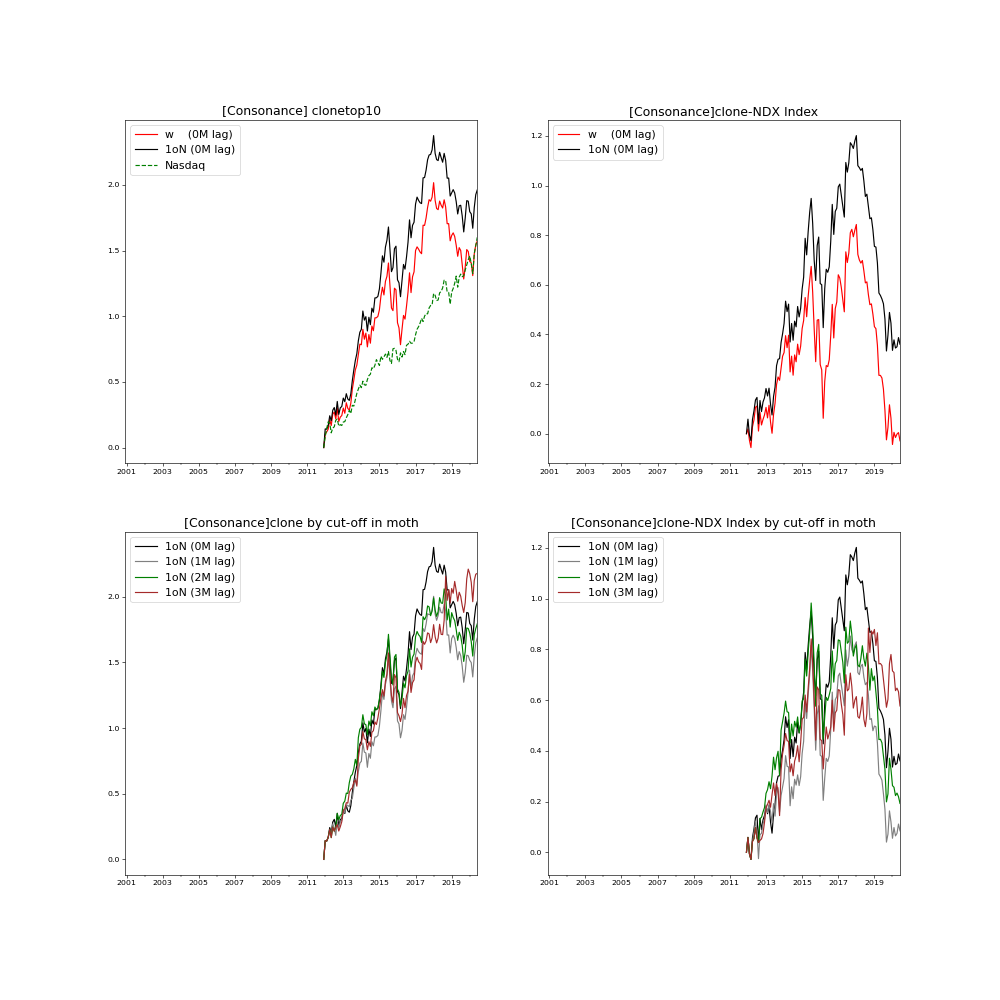 [Consonance] clonetop10
w    (0M lag)
1oN (0M lag)
Nasdaq
2.0
1.5
1.0
0.5
0.0
2001 2003 2005 2007 2009 2011 2013 2015 2017 2019
[Consonance]clone-NDX Index
w    (0M lag)
1oN (0M lag)
1.2
1.0
0.8
0.6
0.4
0.2
0.0
2001 2003 2005 2007 2009 2011 2013 2015 2017 2019
[Consonance]clone by cut-off in moth
1oN (0M lag)
1oN (1M lag)
1oN (2M lag)
1oN (3M lag)
2.0
1.5
1.0
0.5
0.0
2001 2003 2005 2007 2009 2011 2013 2015 2017 2019
[Consonance]clone-NDX Index by cut-off in moth
1oN (0M lag)
1oN (1M lag)
1oN (2M lag)
1oN (3M lag)
1.2
1.0
0.8
0.6
0.4
0.2
0.0
2001 2003 2005 2007 2009 2011 2013 2015 2017 2019